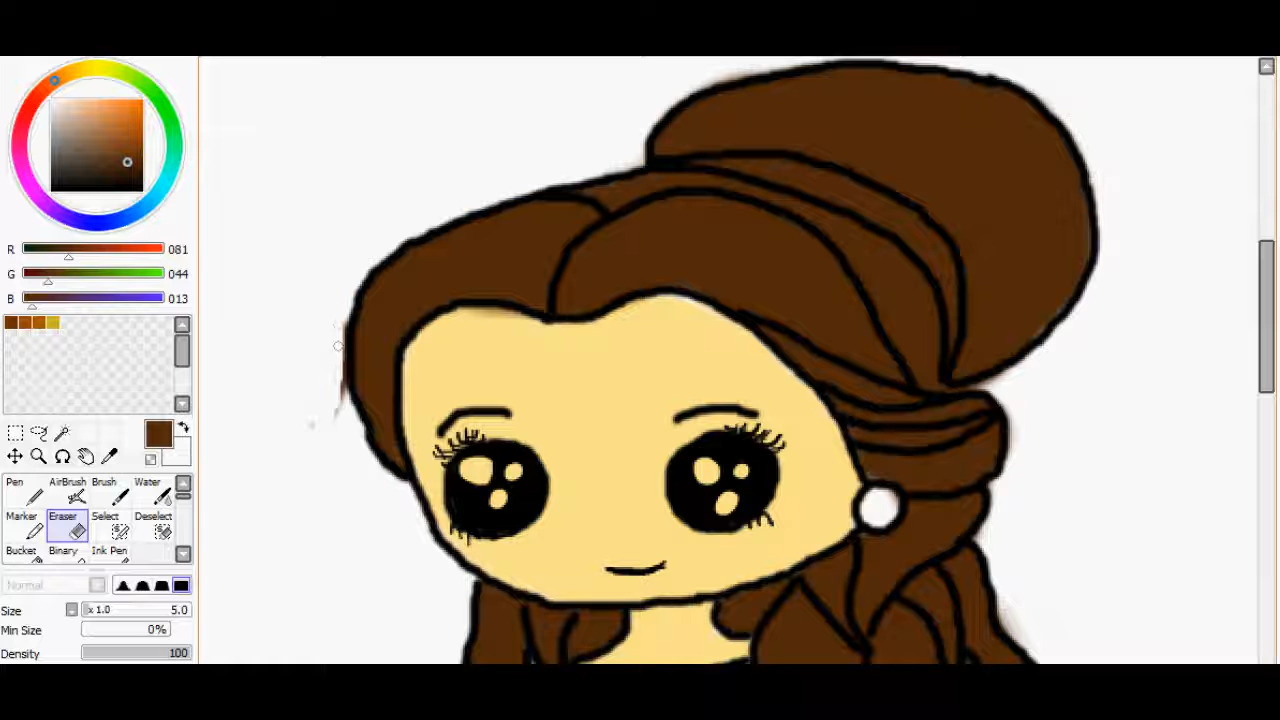 R 081
G 044
B 013
Pen AirBrush Brush Water
Marker Eraser Select Deselect
Bucket Binary Ink Pen
Normal
Size x 1.0 5.0
Min Size 0%
Density 100